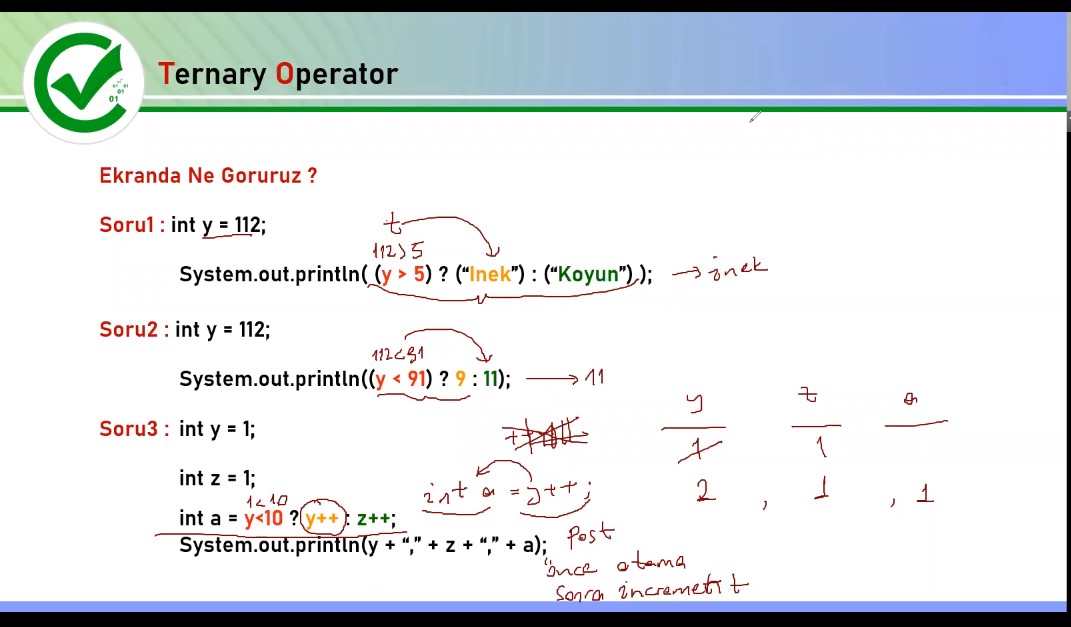 Ternary Operator
Ekranda Ne Goruruz ?
t
Soru1 : int y = 112;
112>5
System.out.println( (y > 5) ? (“Inek”) : (“Koyun”) ); → inek
Soru2 : int y = 112;
112<91
System.out.println((y < 91) ? 9 : 11); → 11
y z a
Soru3 : int y = 1;
1 1
int z = 1;
int a = y++;
2 , 1 , 1
1<10
int a = y<10 ? y++ : z++;
Post
System.out.println(y + “,” + z + “,” + a);
önce atama
sonra increment
01
01